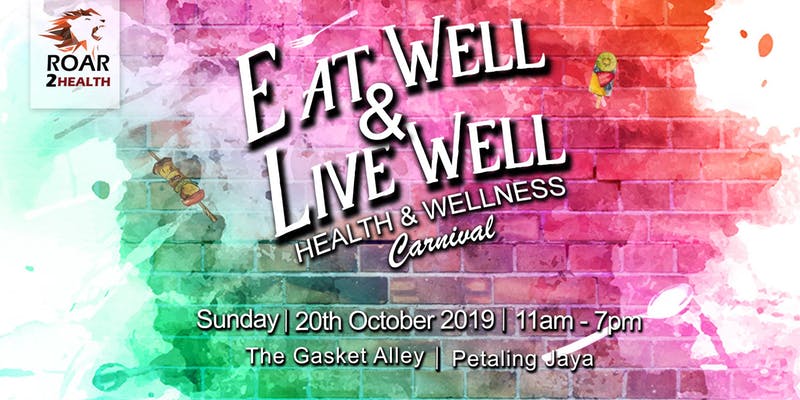 ROAR
2HEALTH
EAT WELL
&
LIVE WELL
HEALTH & WELLNESS
Carnival
Sunday | 20th October 2019 | 11am - 7pm
The Gasket Alley | Petaling Jaya